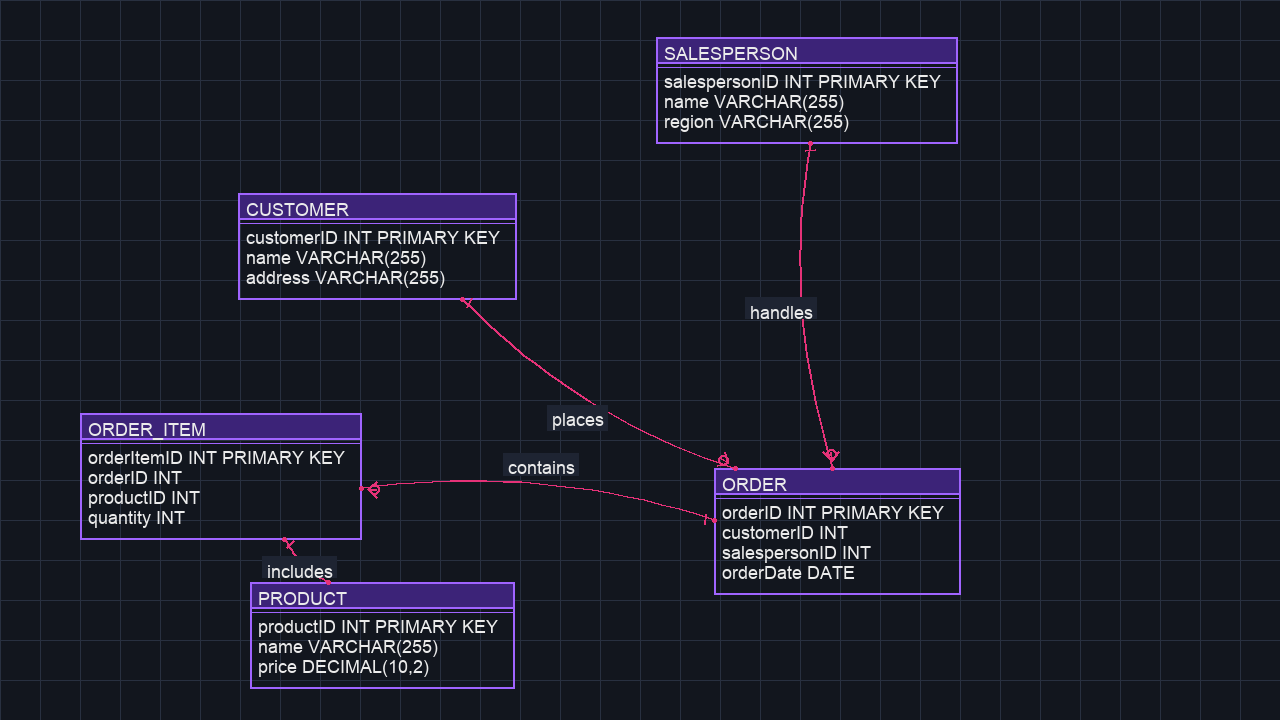 SALESPERSON
salespersonID INT PRIMARY KEY
name VARCHAR(255)
region VARCHAR(255)
CUSTOMER
customerID INT PRIMARY KEY
name VARCHAR(255)
address VARCHAR(255)
handles
places
contains
ORDER_ITEM
orderItemID INT PRIMARY KEY
orderID INT
productID INT
quantity INT
ORDER
orderID INT PRIMARY KEY
customerID INT
salespersonID INT
orderDate DATE
includes
PRODUCT
productID INT PRIMARY KEY
name VARCHAR(255)
price DECIMAL(10,2)